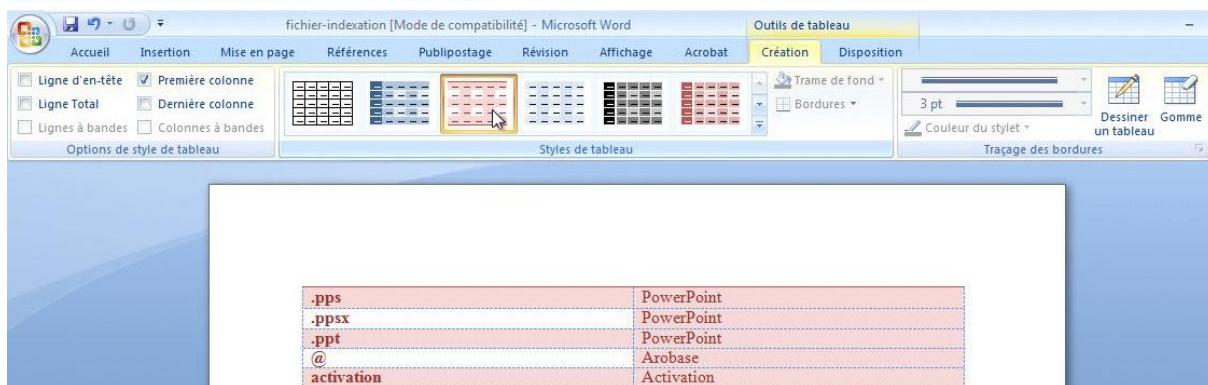 fichier-indexation [Mode de compatibilité] - Microsoft Word Outils de tableau
Accueil Insertion Mise en page Références Publipostage Révision Affichage Acrobat Création Disposition
Ligne d'en-tête Première colonne Trame de fond
Ligne Total Dernière colonne Bordures 3 pt
Lignes à bandes Colonnes à bandes Couleur du stylet Dessiner un tableau Gomme
Options de style de tableau Styles de tableau Traçage des bordures
.pps PowerPoint
.ppsx PowerPoint
.ppt PowerPoint
@ Arobase
activation Activation